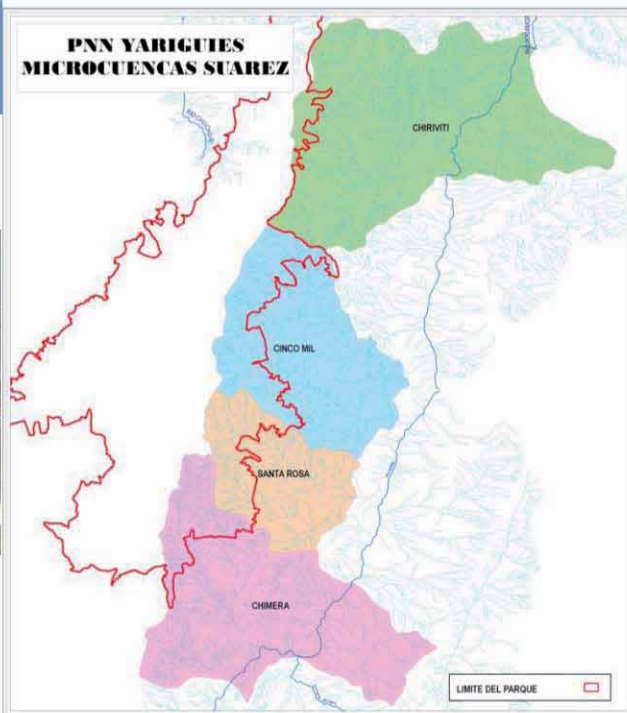 PNN YARIGUIES
MICROCUENCAS SUAREZ
CHIRIVITI
CINCO MIL
SANTA ROSA
CHIMERA
LIMITE DEL PARQUE